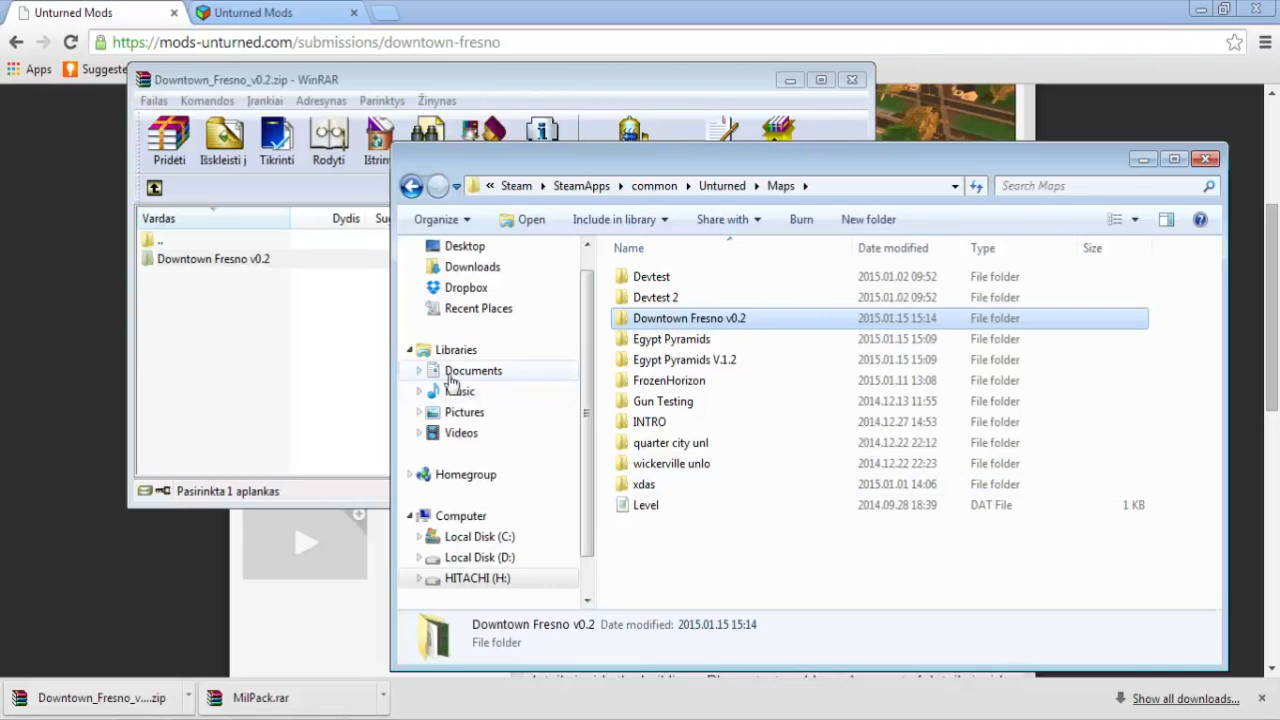 Unturned Mods
Unturned Mods
https://mods-unturned.com/submissions/downtown-fresno
Apps
Suggeste
Downtown_Fresno_v0.2.zip - WinRAR
Failas Komandos Įrankiai Adresynas Parinktys Žinynas
Pridėti Išskleisti į Tikrinti Rodyti Ištrin
Vardas Dydis Sug
..
Downtown Fresno v0.2
Pasirinkta 1 aplankas
« Steam SteamApps common Unturned Maps
Search Maps
Organize Open Include in library Share with Burn New folder
Desktop
Downloads
Dropbox
Recent Places
Libraries
Documents
Music
Pictures
Videos
Homegroup
Computer
Local Disk (C:)
Local Disk (D:)
HITACHI (H:)
Name Date modified Type Size
Devtest 2015.01.02 09:52 File folder
Devtest 2 2015.01.02 09:52 File folder
Downtown Fresno v0.2 2015.01.15 15:14 File folder
Egypt Pyramids 2015.01.15 15:09 File folder
Egypt Pyramids V.1.2 2015.01.15 15:09 File folder
FrozenHorizon 2015.01.11 13:08 File folder
Gun Testing 2014.12.13 11:55 File folder
INTRO 2014.12.27 14:17 File folder
quarter city unl 2014.12.22 22:12 File folder
wickerville unlo 2014.12.22 22:23 File folder
xdas 2015.01.01 14:06 File folder
Level 2014.09.28 18:39 DAT File 1 KB
Downtown Fresno v0.2 Date modified: 2015.01.15 15:14
File folder
Downtown_Fresno_v....zip
MilPack.rar
Show all downloads...